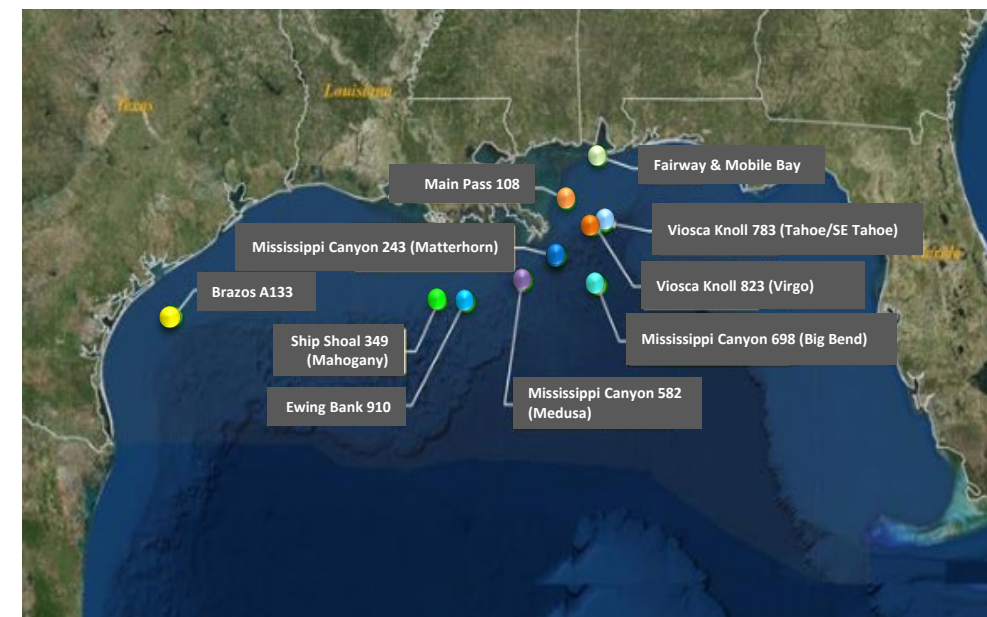 Texas
Louisiana
Fairway & Mobile Bay
Main Pass 108
Viosca Knoll 783 (Tahoe/SE Tahoe)
Mississippi Canyon 243 (Matterhorn)
Viosca Knoll 823 (Virgo)
Brazos A133
Ship Shoal 349
(Mahogany)
Mississippi Canyon 698 (Big Bend)
Ewing Bank 910
Mississippi Canyon 582
(Medusa)